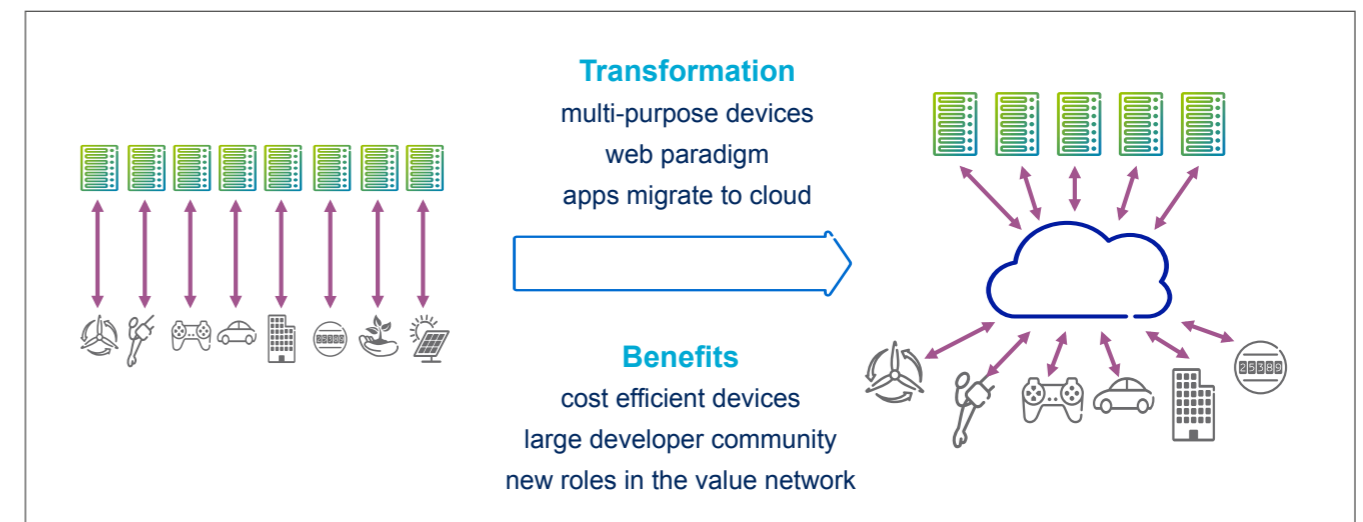 Transformation
multi-purpose devices
web paradigm
apps migrate to cloud
Benefits
cost efficient devices
large developer community
new roles in the value network
25389